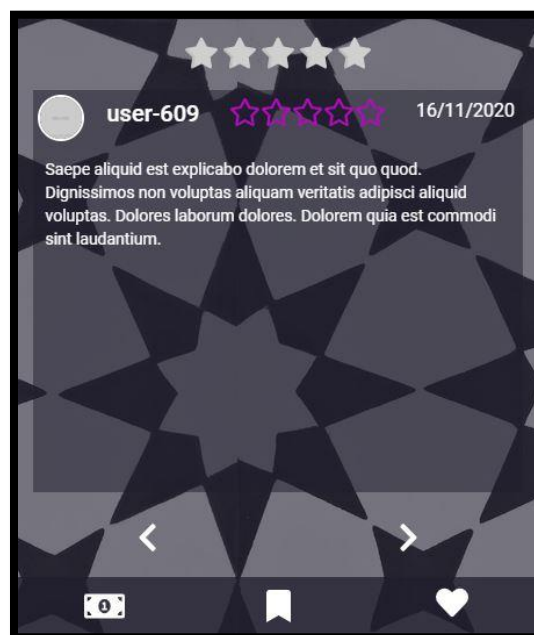 user-609
16/11/2020
Saepe aliquid est explicabo dolorem et sit quo quod.
Dignissimos non voluptas aliquam veritatis adipisci aliquid
voluptas. Dolores laborum dolores. Dolorem quia est commodi
sint laudantium.
1